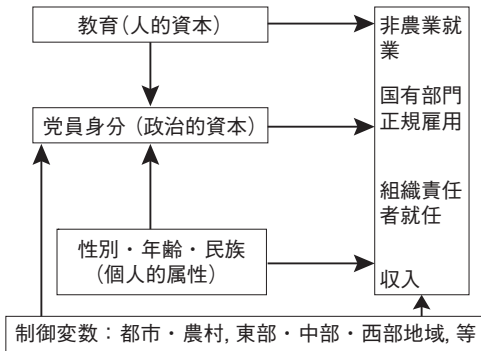 教育（人的資本）
非農業就
業
国有部門
正規雇用
党員身分（政治的資本）
組織責任
者就任
性別・年齢・民族
（個人的属性）
収入
制御変数：都市・農村, 東部・中部・西部地域, 等